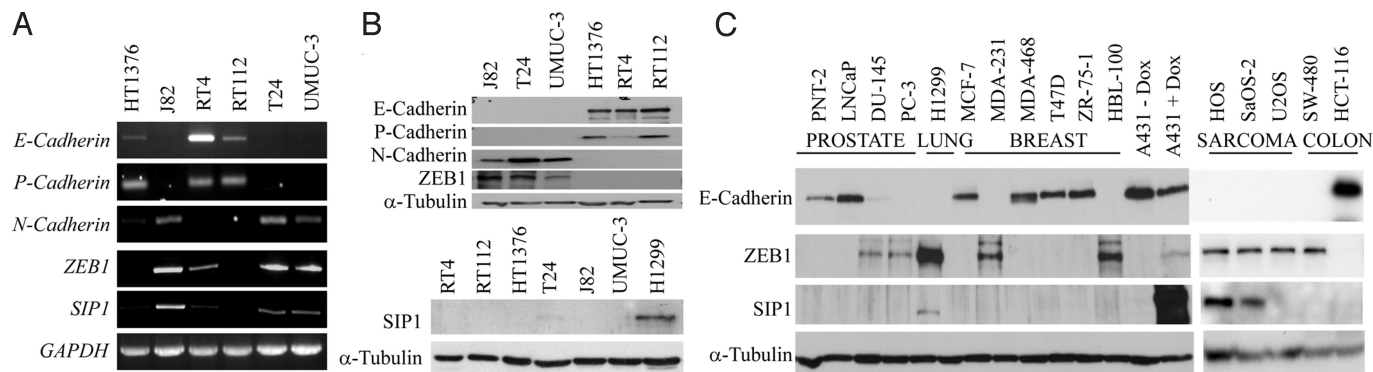 A
HT1376 J82 RT4 RT112 T24 UMUC-3
E-Cadherin
P-Cadherin
N-Cadherin
ZEB1
SIP1
GAPDH
B
J82 T24 UMUC-3 HT1376 RT4 RT112
E-Cadherin
P-Cadherin
N-Cadherin
ZEB1
α-Tubulin
RT4 RT112 HT1376 T24 J82 UMUC-3 H1299
SIP1
α-Tubulin
C
PNT-2 LNCaP DU-145 PC-3 H1299 MCF-7 MDA-231 MDA-468 T47D ZR-75-1 HBL-100 A431 - Dox A431 + Dox HOS SaOS-2 U2OS SW-480 HCT-116
PROSTATE LUNG BREAST SARCOMA COLON
E-Cadherin
ZEB1
SIP1
α-Tubulin